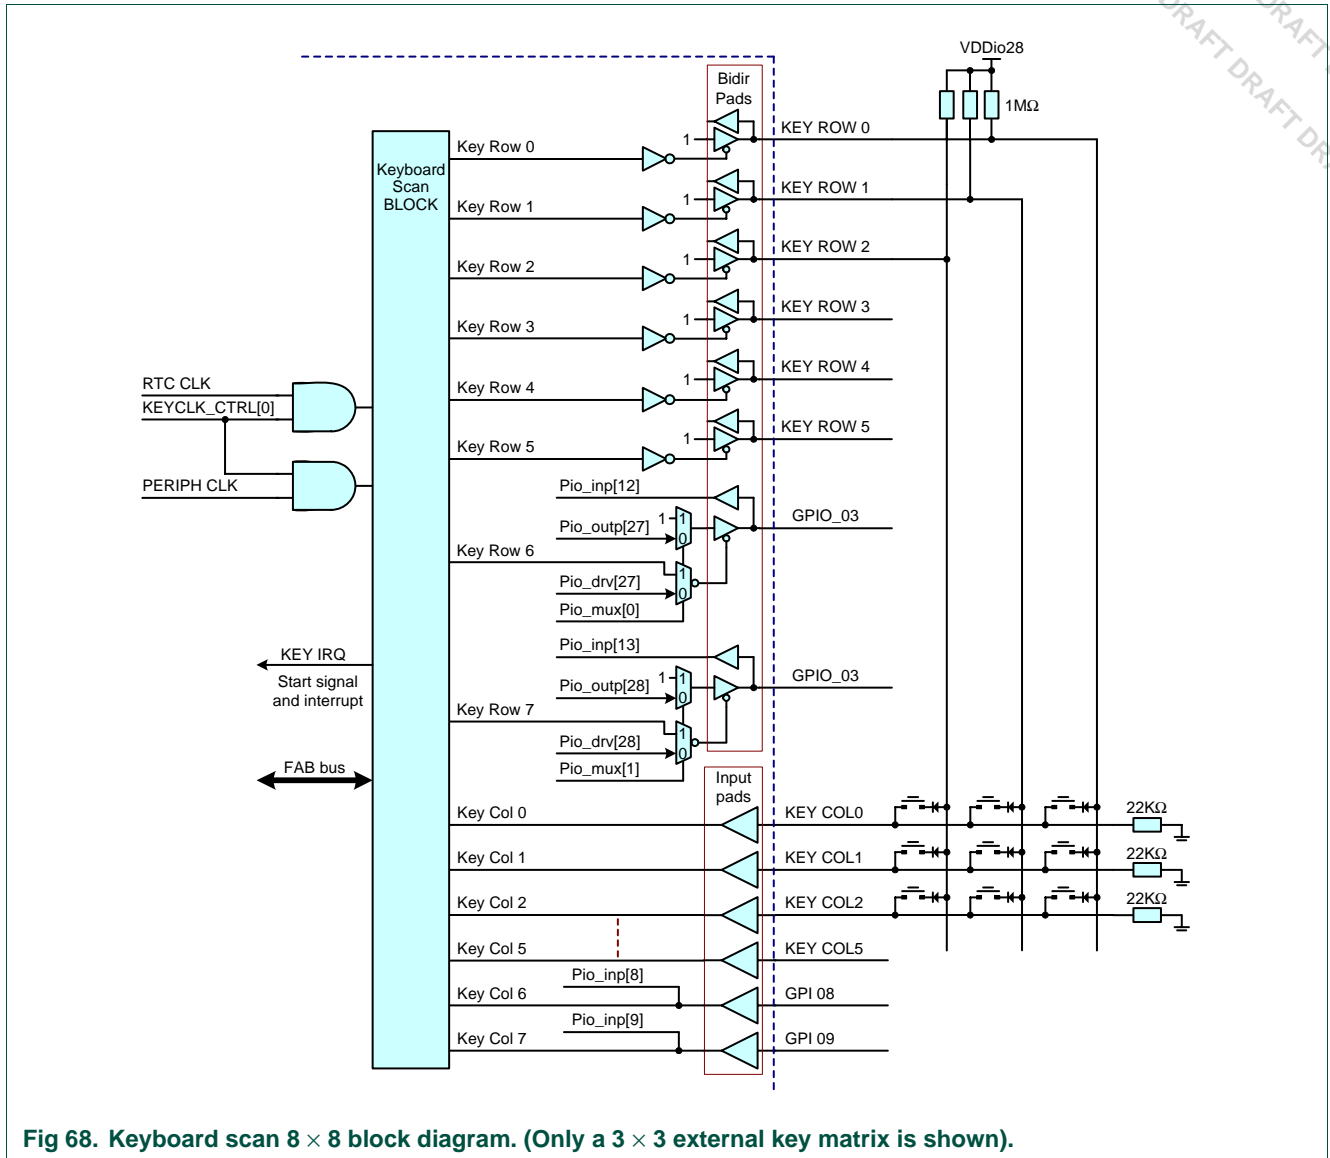 DRAFT
DRAFT DRAFT DRA
VDDio28
Bidir
Pads
1MΩ
1
KEY ROW 0
Key Row 0
Keyboard
Scan
BLOCK
1
KEY ROW 1
Key Row 1
1
KEY ROW 2
Key Row 2
1
KEY ROW 3
Key Row 3
1
KEY ROW 4
Key Row 4
RTC CLK
KEYCLK_CTRL[0]
1
KEY ROW 5
Key Row 5
PERIPH CLK
Pio_inp[12]
1
1
0
Pio_outp[27]
GPIO_03
Key Row 6
1
0
Pio_drv[27]
Pio_mux[0]
Pio_inp[13]
KEY IRQ
Start signal
and interrupt
1
1
0
Pio_outp[28]
GPIO_03
Key Row 7
1
0
Pio_drv[28]
Pio_mux[1]
FAB bus
Input
pads
Key Col 0
KEY COL0
22KΩ
Key Col 1
KEY COL1
22KΩ
Key Col 2
KEY COL2
22KΩ
Key Col 5
KEY COL5
Pio_inp[8]
Key Col 6
GPI 08
Pio_inp[9]
Key Col 7
GPI 09
Fig 68. Keyboard scan 8 × 8 block diagram. (Only a 3 × 3 external key matrix is shown).